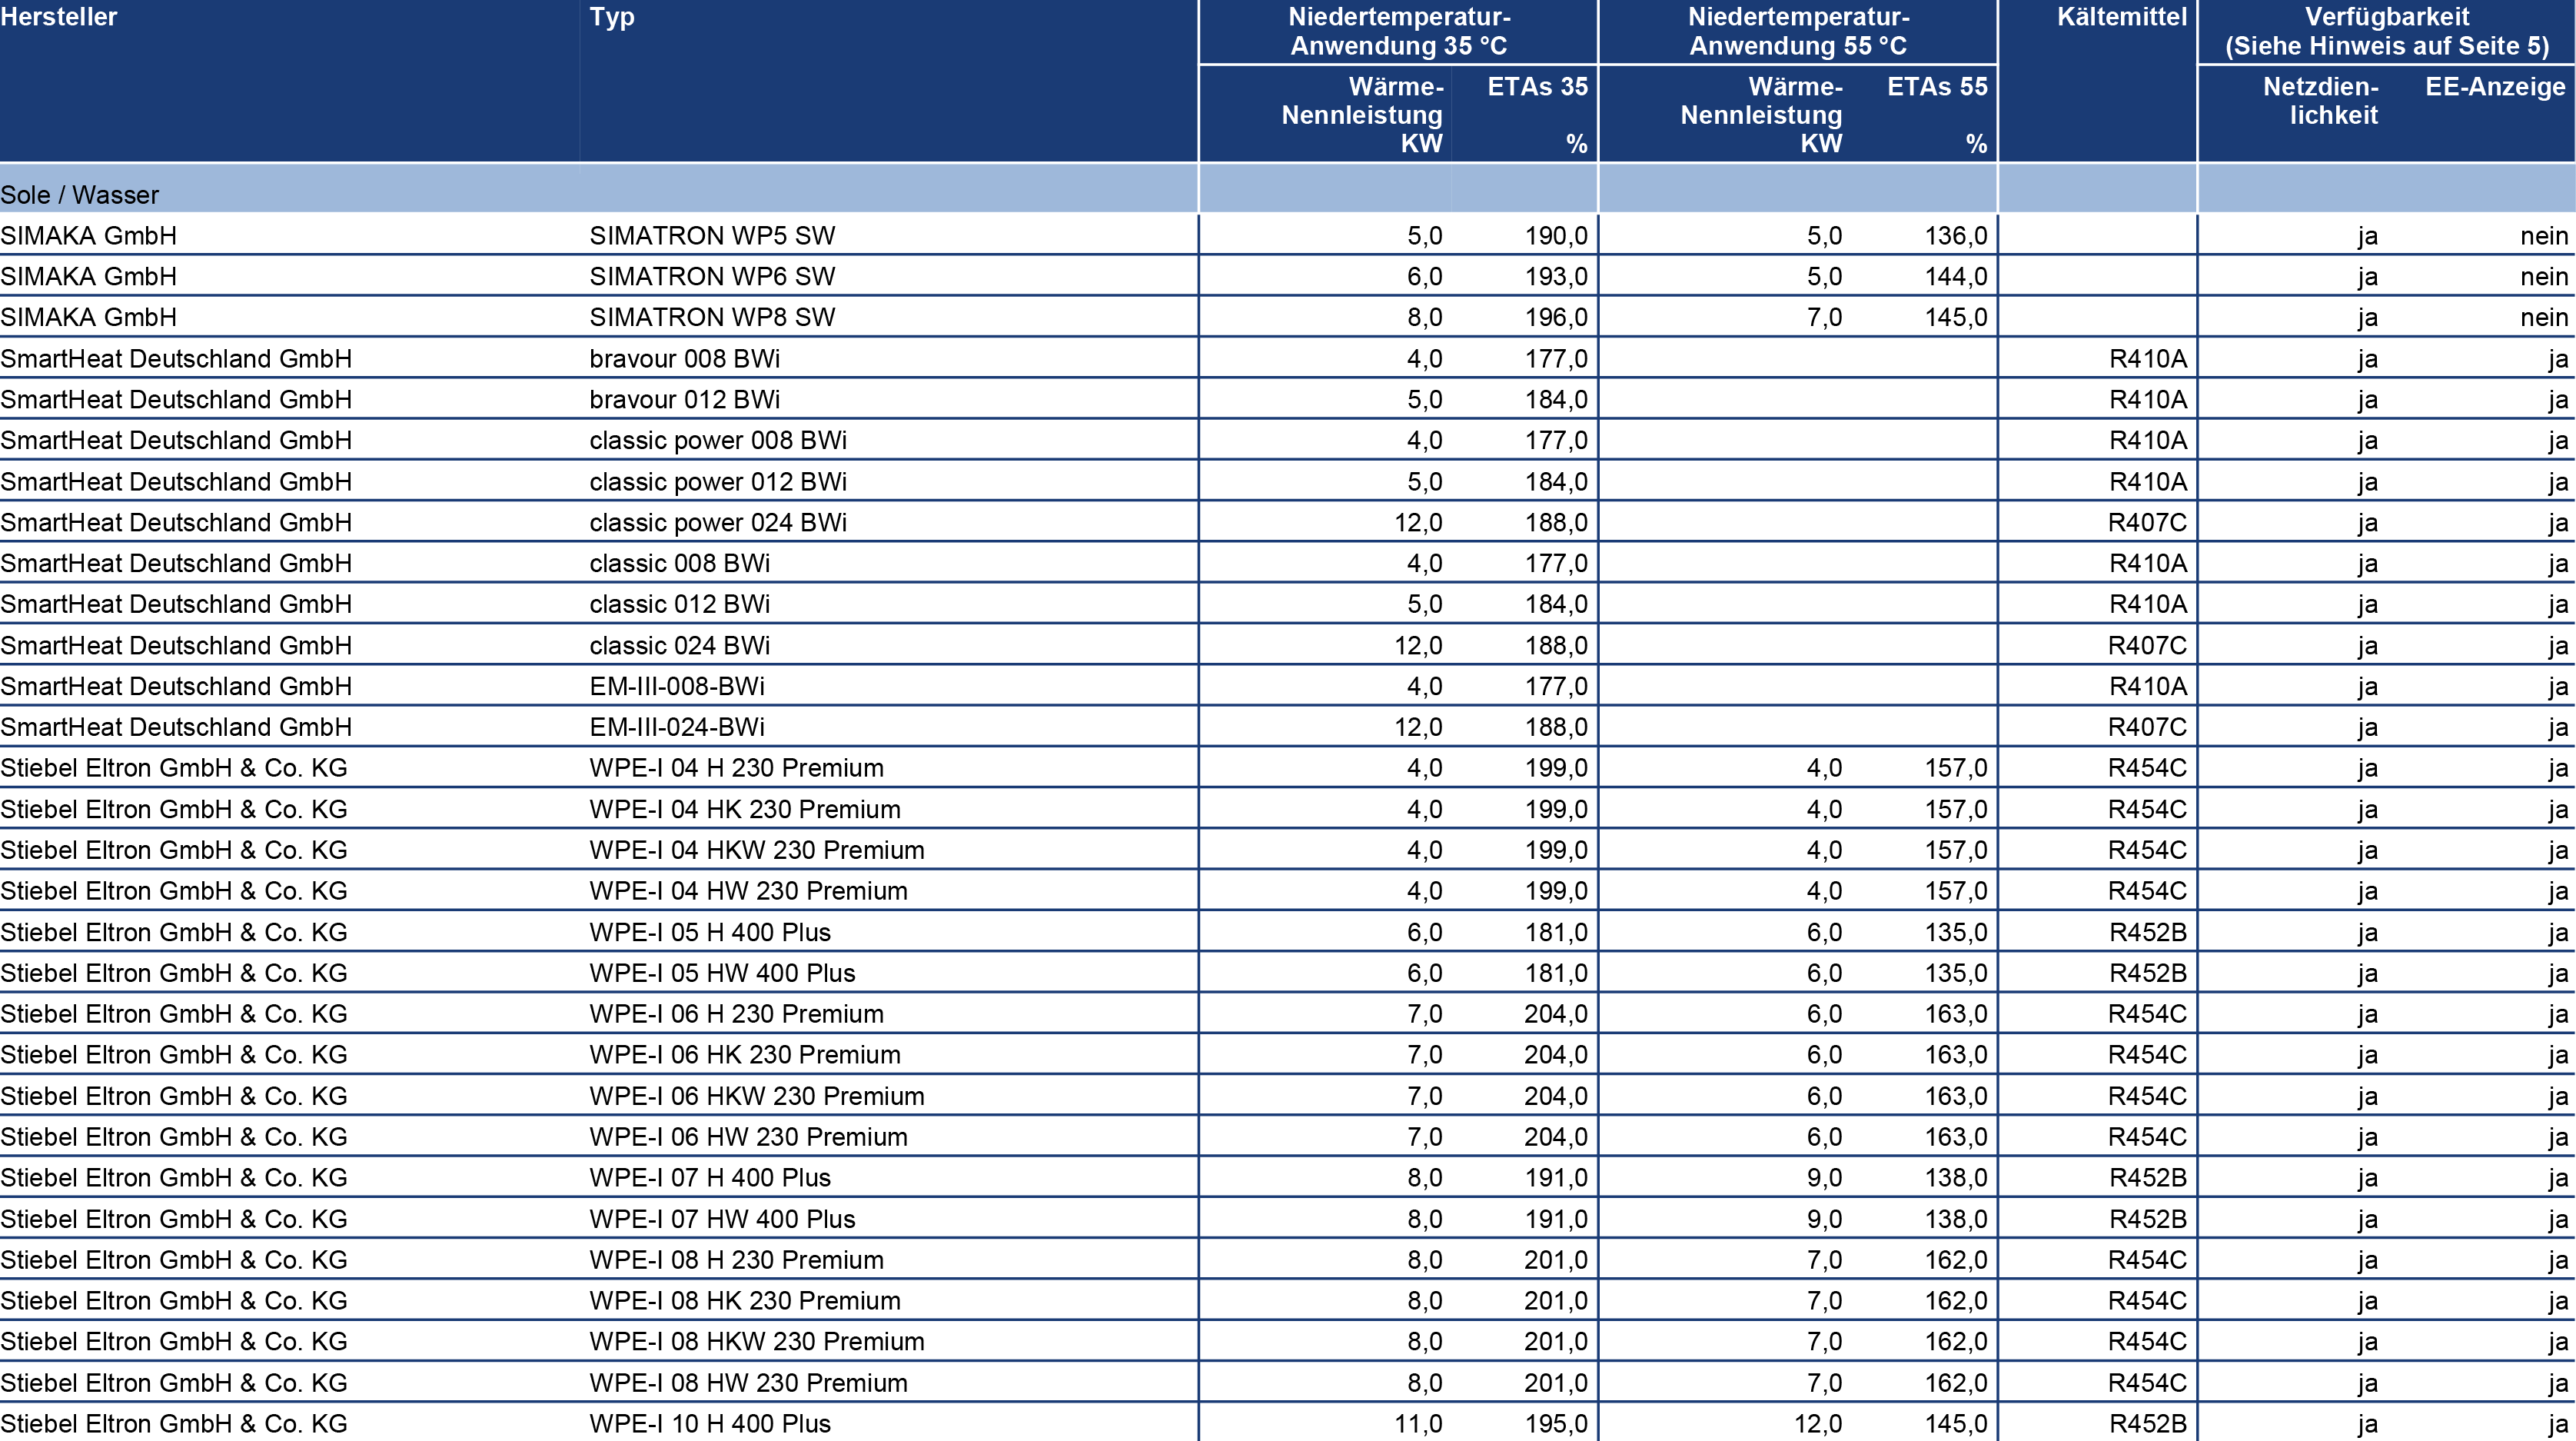 Hersteller Typ Niedertemperatur- Niedertemperatur- Kältemittel Verfügbarkeit
Anwendung 35 °C Anwendung 55 °C (Siehe Hinweis auf Seite 5)
Wärme- ETAs 35 Wärme- ETAs 55 Netzdien- EE-Anzeige
Nennleistung Nennleistung lichkeit
KW % KW %
Sole / Wasser
SIMAKA GmbH SIMATRON WP5 SW 5,0 190,0 5,0 136,0 ja nein
SIMAKA GmbH SIMATRON WP6 SW 6,0 193,0 5,0 144,0 ja nein
SIMAKA GmbH SIMATRON WP8 SW 8,0 196,0 7,0 145,0 ja nein
SmartHeat Deutschland GmbH bravour 008 BWi 4,0 177,0 R410A ja ja
SmartHeat Deutschland GmbH bravour 012 BWi 5,0 184,0 R410A ja ja
SmartHeat Deutschland GmbH classic power 008 BWi 4,0 177,0 R410A ja ja
SmartHeat Deutschland GmbH classic power 012 BWi 5,0 184,0 R410A ja ja
SmartHeat Deutschland GmbH classic power 024 BWi 12,0 188,0 R407C ja ja
SmartHeat Deutschland GmbH classic 008 BWi 4,0 177,0 R410A ja ja
SmartHeat Deutschland GmbH classic 012 BWi 5,0 184,0 R410A ja ja
SmartHeat Deutschland GmbH classic 024 BWi 12,0 188,0 R407C ja ja
SmartHeat Deutschland GmbH EM-III-008-BWi 4,0 177,0 R410A ja ja
SmartHeat Deutschland GmbH EM-III-024-BWi 12,0 188,0 R407C ja ja
Stiebel Eltron GmbH & Co. KG WPE-I 04 H 230 Premium 4,0 199,0 4,0 157,0 R454C ja ja
Stiebel Eltron GmbH & Co. KG WPE-I 04 HK 230 Premium 4,0 199,0 4,0 157,0 R454C ja ja
Stiebel Eltron GmbH & Co. KG WPE-I 04 HKW 230 Premium 4,0 199,0 4,0 157,0 R454C ja ja
Stiebel Eltron GmbH & Co. KG WPE-I 04 HW 230 Premium 4,0 199,0 4,0 157,0 R454C ja ja
Stiebel Eltron GmbH & Co. KG WPE-I 05 H 400 Plus 6,0 181,0 6,0 135,0 R452B ja ja
Stiebel Eltron GmbH & Co. KG WPE-I 05 HW 400 Plus 6,0 181,0 6,0 135,0 R452B ja ja
Stiebel Eltron GmbH & Co. KG WPE-I 06 H 230 Premium 7,0 204,0 6,0 163,0 R454C ja ja
Stiebel Eltron GmbH & Co. KG WPE-I 06 HK 230 Premium 7,0 204,0 6,0 163,0 R454C ja ja
Stiebel Eltron GmbH & Co. KG WPE-I 06 HKW 230 Premium 7,0 204,0 6,0 163,0 R454C ja ja
Stiebel Eltron GmbH & Co. KG WPE-I 06 HW 230 Premium 7,0 204,0 6,0 163,0 R454C ja ja
Stiebel Eltron GmbH & Co. KG WPE-I 07 H 400 Plus 8,0 191,0 9,0 138,0 R452B ja ja
Stiebel Eltron GmbH & Co. KG WPE-I 07 HW 400 Plus 8,0 191,0 9,0 138,0 R452B ja ja
Stiebel Eltron GmbH & Co. KG WPE-I 08 H 230 Premium 8,0 201,0 7,0 162,0 R454C ja ja
Stiebel Eltron GmbH & Co. KG WPE-I 08 HK 230 Premium 8,0 201,0 7,0 162,0 R454C ja ja
Stiebel Eltron GmbH & Co. KG WPE-I 08 HKW 230 Premium 8,0 201,0 7,0 162,0 R454C ja ja
Stiebel Eltron GmbH & Co. KG WPE-I 08 HW 230 Premium 8,0 201,0 7,0 162,0 R454C ja ja
Stiebel Eltron GmbH & Co. KG WPE-I 10 H 400 Plus 11,0 195,0 12,0 145,0 R452B ja ja